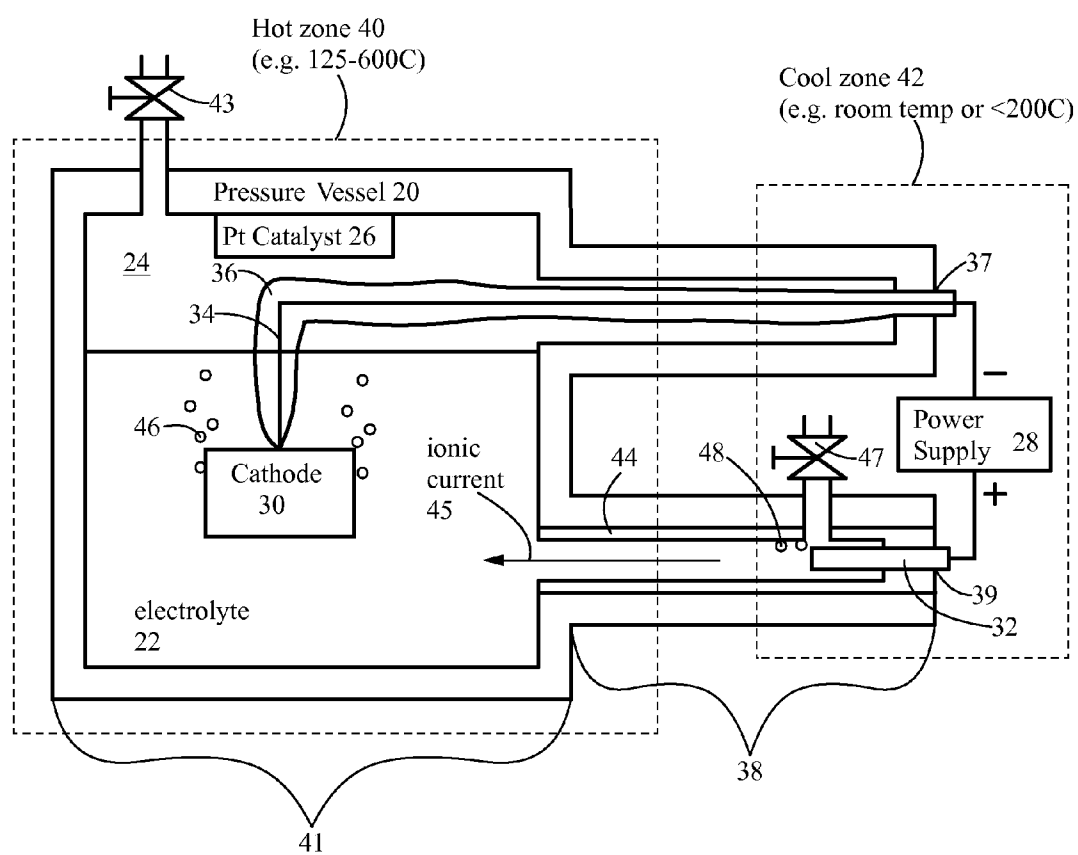 Hot zone 40
(e.g. 125-600C)
Cool zone 42
(e.g. room temp or <200C)
43
Pressure Vessel 20
Pt Catalyst 26
24
36
37
34
−
Power
Supply 28
+
46
Cathode
30
ionic
current
45
44
48
47
electrolyte
22
39
32
38
41